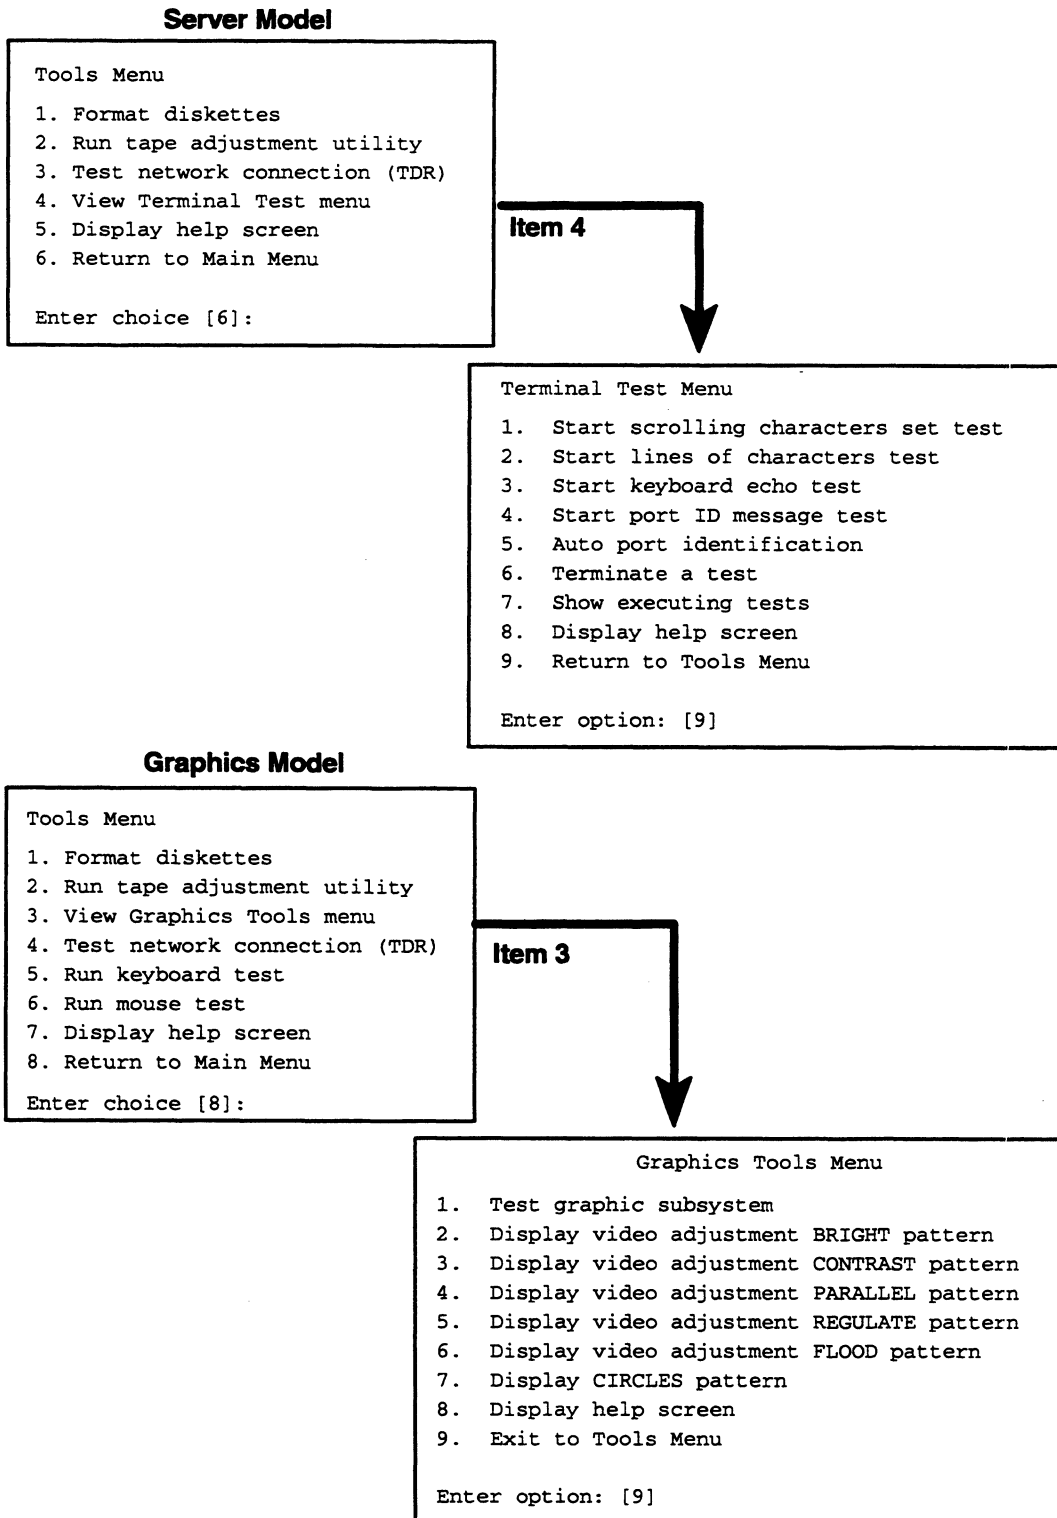 Server Model
Tools Menu
1. Format diskettes
2. Run tape adjustment utility
3. Test network connection (TDR)
4. View Terminal Test menu
5. Display help screen
6. Return to Main Menu
Enter choice [6]:
Item 4
Terminal Test Menu
1. Start scrolling characters set test
2. Start lines of characters test
3. Start keyboard echo test
4. Start port ID message test
5. Auto port identification
6. Terminate a test
7. Show executing tests
8. Display help screen
9. Return to Tools Menu
Enter option: [9]
Graphics Model
Tools Menu
1. Format diskettes
2. Run tape adjustment utility
3. View Graphics Tools menu
4. Test network connection (TDR)
5. Run keyboard test
6. Run mouse test
7. Display help screen
8. Return to Main Menu
Enter choice [8]:
Item 3
Graphics Tools Menu
1. Test graphic subsystem
2. Display video adjustment BRIGHT pattern
3. Display video adjustment CONTRAST pattern
4. Display video adjustment PARALLEL pattern
5. Display video adjustment REGULATE pattern
6. Display video adjustment FLOOD pattern
7. Display CIRCLES pattern
8. Display help screen
9. Exit to Tools Menu
Enter option: [9]